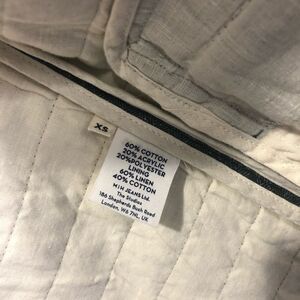 XS
60% COTTON
20% ACRYLIC
20%POLYESTER
LINING
60% LINEN
40% COTTON
M i H JEANS Ltd.
The Studios
186 Shepherds Bush Road
London, W6 7NL, UK